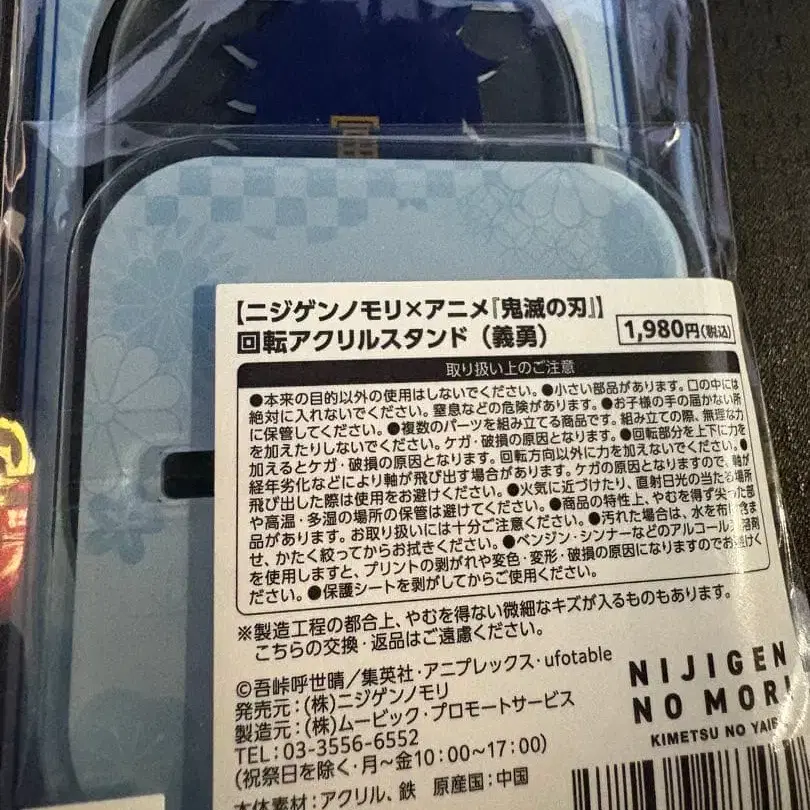 冨
【ニジゲンノモリ×アニメ『鬼滅の刃』】
回転アクリルスタンド（義勇）
1,980円(税込)
取り扱い上のご注意
●本来の目的以外の使用はしないでください。●小さい部品があります。口の中には
絶対に入れないでください。窒息などの危険があります。●お子様の手の届かない所
に保管してください。●複数のパーツを組み立てる商品です。組み立ての際、無理な力
を加えたりしないでください。ケガ・破損の原因となります。●回転部分を上下に力を
加えるとケガ・破損の原因となります。回転方向以外に力を加えないでください。●
経年劣化などにより軸が飛び出す場合があります。ケガの原因となりますので、軸が
飛び出した際は使用をお避けください。●火気に近づけたり、直射日光の当たる場所
や高温・多湿の場所の保管は避けてください。●商品の特性上、やむを得ず尖った部
品があります。お取り扱いには十分ご注意ください。●汚れた場合は、水を布に含ま
せ、かたく絞ってからお拭きください。●ベンジン・シンナーなどのアルコール 溶剤
を使用しますと、プリントの剥がれや変色・変形・破損の原因になりますのでお避けく
ださい。●保護シートを剥がしてからご使用ください。
※製造工程の都合上、やむを得ない微細なキズが入るものもあります。
こちらの交換・返品はご遠慮ください。
©吾峠呼世晴／集英社・アニプレックス・ufotable
発売元：(株)ニジゲンノモリ
製造元：(株)ムービック・プロモートサービス
TEL：03-3556-6552
(祝祭日を除く・月～金10:00～17:00)
本体素材：アクリル、鉄 原産国：中国
NIJIGEN
NO MORI
KIMETSU NO YAIB